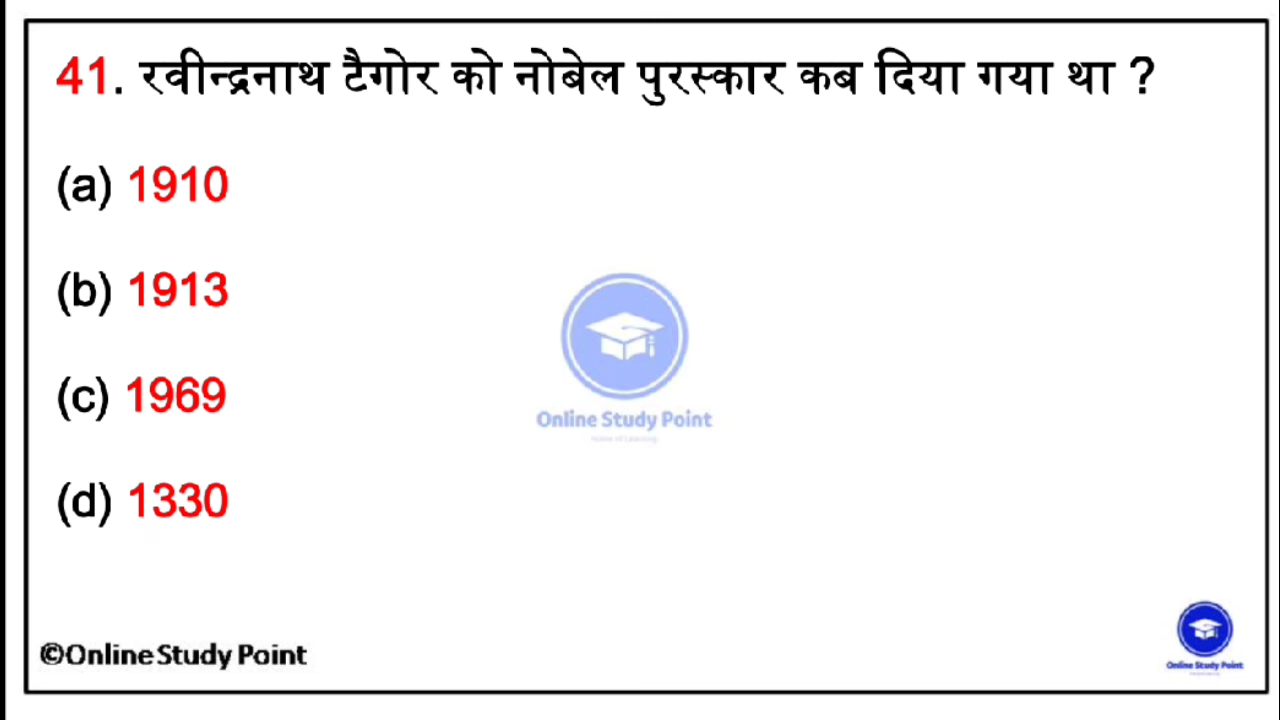 41. रवीन्द्रनाथ टैगोर को नोबेल पुरस्कार कब दिया गया था ?
(a) 1910
(b) 1913
(c) 1969
(d) 1330
Online Study Point
©Online Study Point
Online Study Point